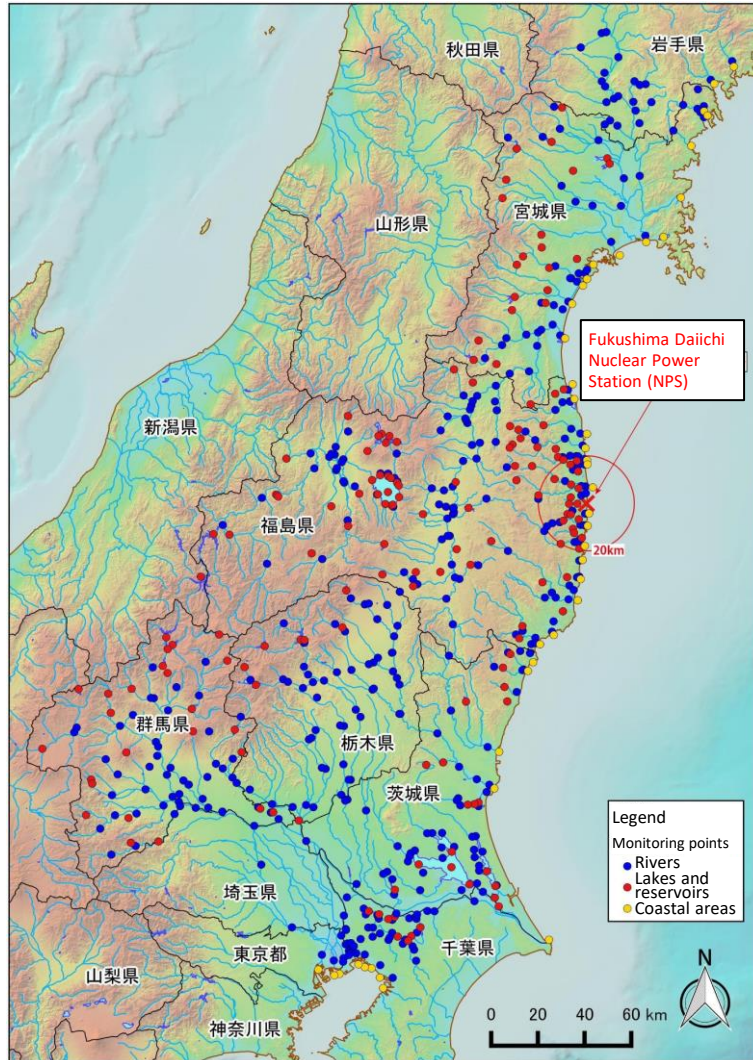 秋田県
岩手県
宮城県
山形県
Fukushima Daiichi
Nuclear Power
Station (NPS)
新潟県
福島県
20km
群馬県
栃木県
茨城県
Legend
Monitoring points
Rivers
Lakes and
reservoirs
Coastal areas
埼玉県
東京都
千葉県
山梨県
神奈川県
N
0 20 40 60 km